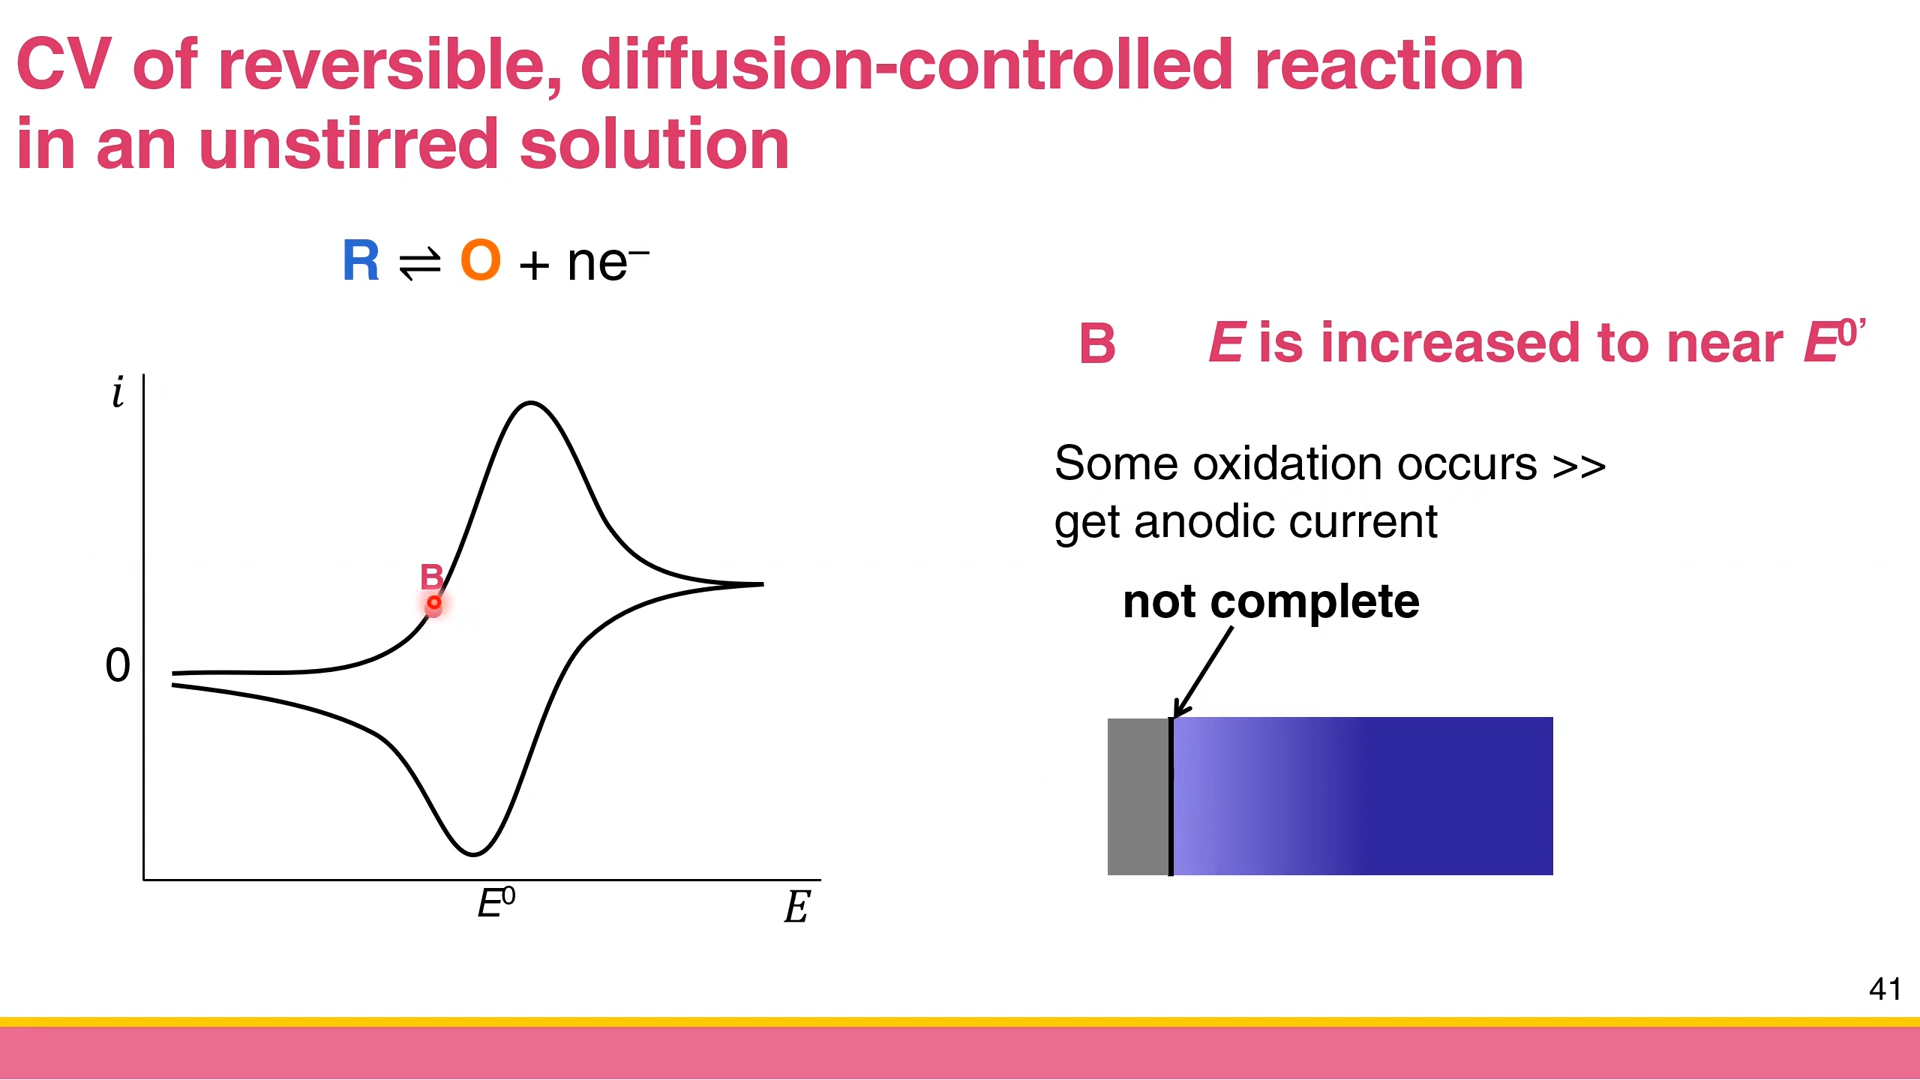 CV of reversible, diffusion-controlled reaction
in an unstirred solution
R ⇌ O + ne⁻
B E is increased to near E⁰’
i
Some oxidation occurs >>
get anodic current
B
not complete
0
E⁰
E
41